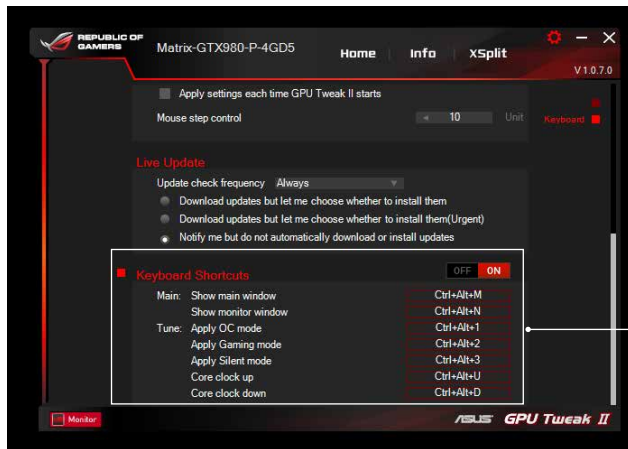 REPUBLIC OF
GAMERS
Matrix-GTX980-P-4GD5
Home Info XSplit
V 1.0.7.0
Apply settings each time GPU Tweak II starts
Mouse step control 10 Unit
Keyboard
Live Update
Update check frequency Always
Download updates but let me choose whether to install them
Download updates but let me choose whether to install them(Urgent)
Notify me but do not automatically download or install updates
Keyboard Shortcuts OFF ON
Main: Show main window Ctrl+Alt+M
Show monitor window Ctrl+Alt+N
Tune: Apply OC mode Ctrl+Alt+1
Apply Gaming mode Ctrl+Alt+2
Apply Silent mode Ctrl+Alt+3
Core clock up Ctrl+Alt+U
Core clock down Ctrl+Alt+D
Monitor ASUS GPU Tweak II